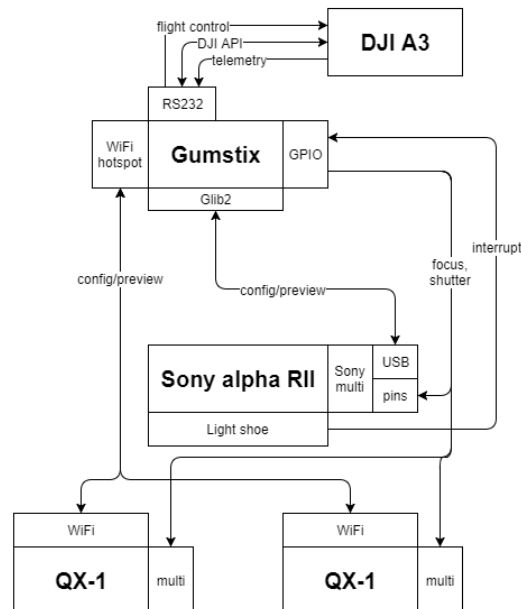 flight control
DJI API
telemetry
DJI A3
RS232
WiFi
hotspot
Gumstix
GPIO
Glib2
interrupt
focus,
shutter
config/preview
config/preview
Sony alpha RII
Sony
multi
USB
pins
Light shoe
WiFi
QX-1
multi
WiFi
QX-1
multi